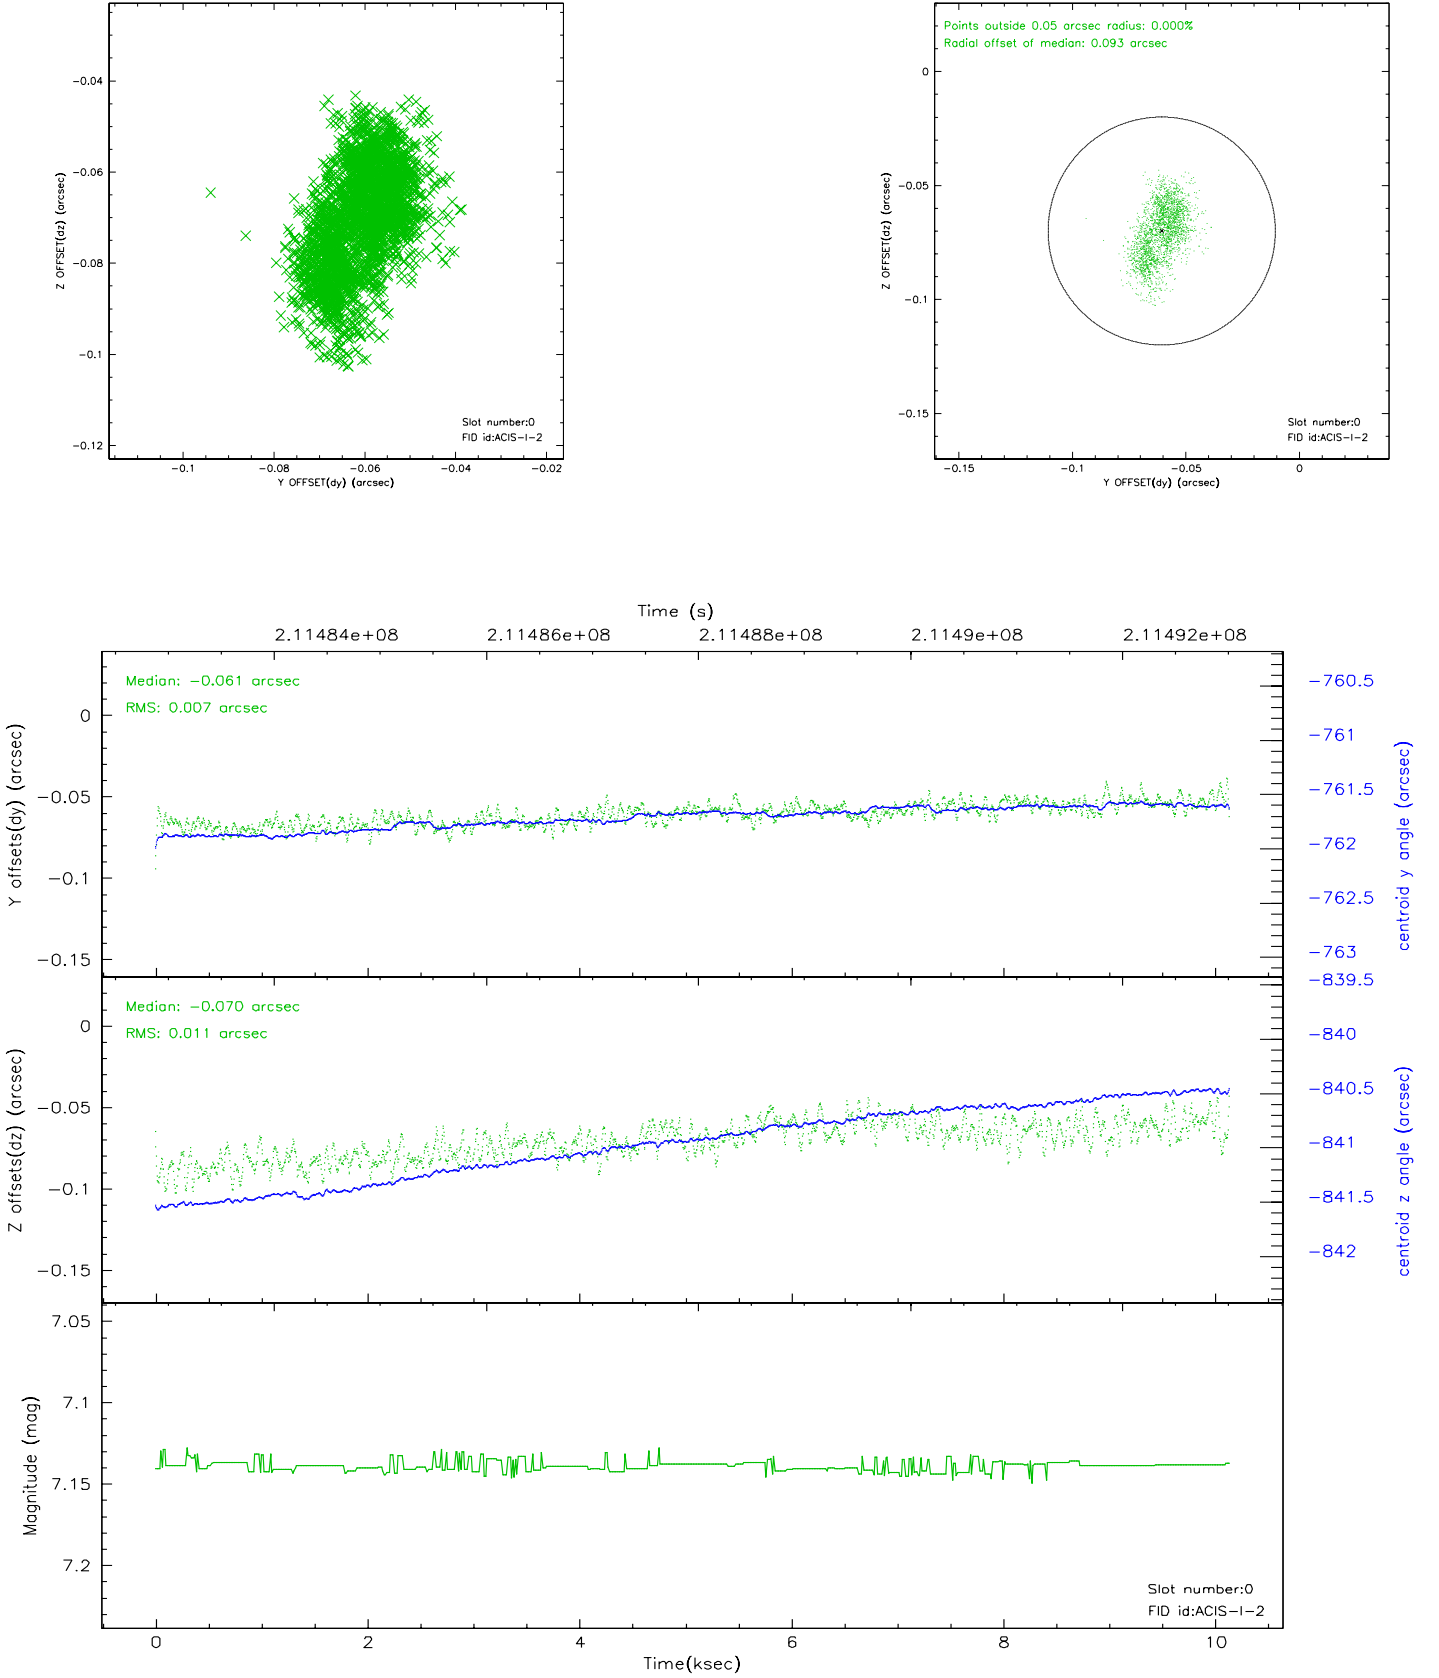 −0.04
−0.06
−0.08
−0.1
−0.12
Z OFFSET(dz) (arcsec)
Slot number:0
FID id:ACIS−I−2
−0.1
−0.08
−0.06
−0.04
−0.02
Y OFFSET(dy) (arcsec)
Points outside 0.05 arcsec radius: 0.000%
Radial offset of median: 0.093 arcsec
0
−0.05
−0.1
−0.15
Z OFFSET(dz) (arcsec)
Slot number:0
FID id:ACIS−I−2
−0.15
−0.1
−0.05
0
Y OFFSET(dy) (arcsec)
Time (s)
2.11484e+08
2.11486e+08
2.11488e+08
2.1149e+08
2.11492e+08
Median: −0.061 arcsec
RMS: 0.007 arcsec
0
−0.05
−0.1
−0.15
Y offsets(dy) (arcsec)
−760.5
−761
−761.5
−762
−762.5
−763
centroid y angle (arcsec)
Median: −0.070 arcsec
RMS: 0.011 arcsec
0
−0.05
−0.1
−0.15
Z offsets(dz) (arcsec)
−839.5
−840
−840.5
−841
−841.5
−842
centroid z angle (arcsec)
7.05
7.1
7.15
7.2
Magnitude (mag)
Slot number:0
FID id:ACIS−I−2
0
2
4
6
8
10
Time(ksec)